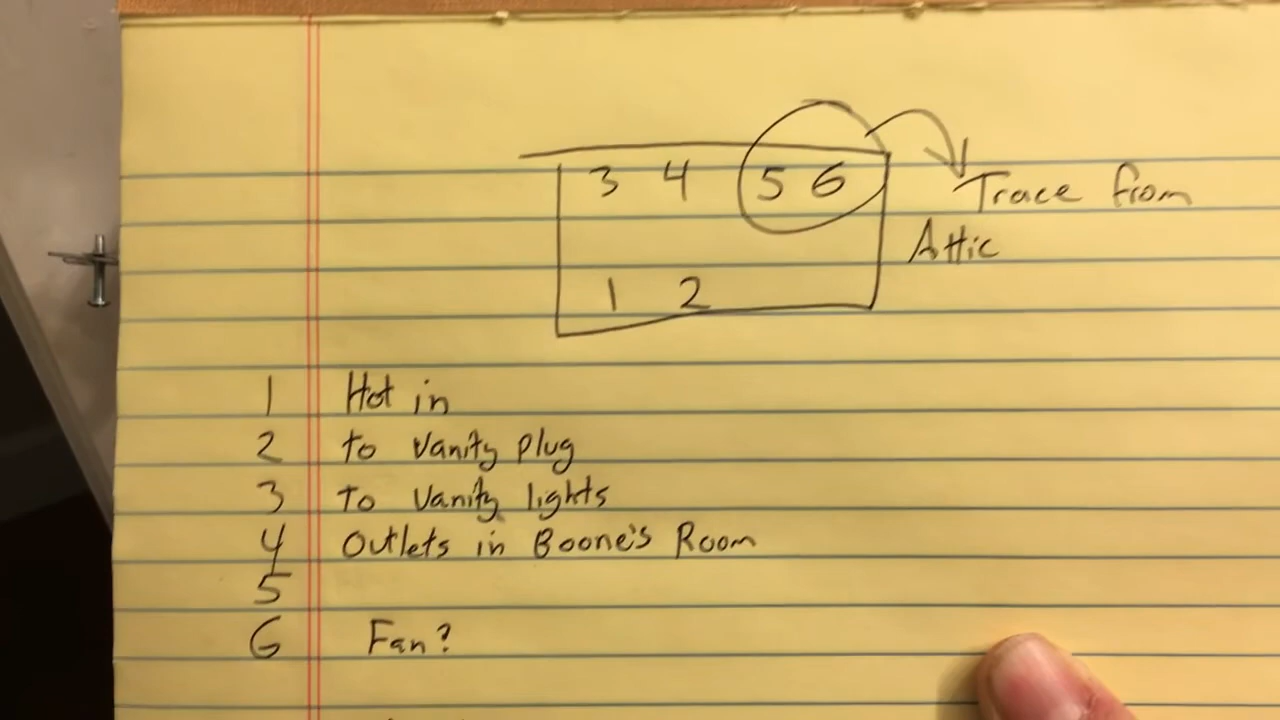 3 4 5 6
Trace from
Attic
1 2
1 Hot in
2 to Vanity plug
3 To Vanity lights
4 Outlets in Boone's Room
5
6 Fan?